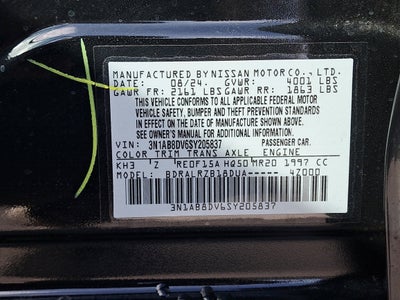 MANUFACTURED BY NISSAN MOTOR CO., LTD.
DATE: 08/24 GVWR: 4001 LBS
GAWR FR: 2161 LBS GAWR RR: 1863 LBS
THIS VEHICLE CONFORMS TO ALL APPLICABLE FEDERAL MOTOR
VEHICLE SAFETY, BUMPER, AND THEFT PREVENTION STANDARDS
IN EFFECT ON THE DATE OF MANUFACTURE SHOWN ABOVE.
SEE OWNER'S MANUAL FOR ADDITIONAL INFORMATION
VIN: 3N1AB8DV6SY205837 PASSENGER CAR.
COLOR TRIM TRANS AXLE ENGINE
KH3 Z RE0F15A HQ50 MR20 1997 CC
MODEL: BDRALRZB18DUA----- 4Z000
3N1AB8DV6SY205837